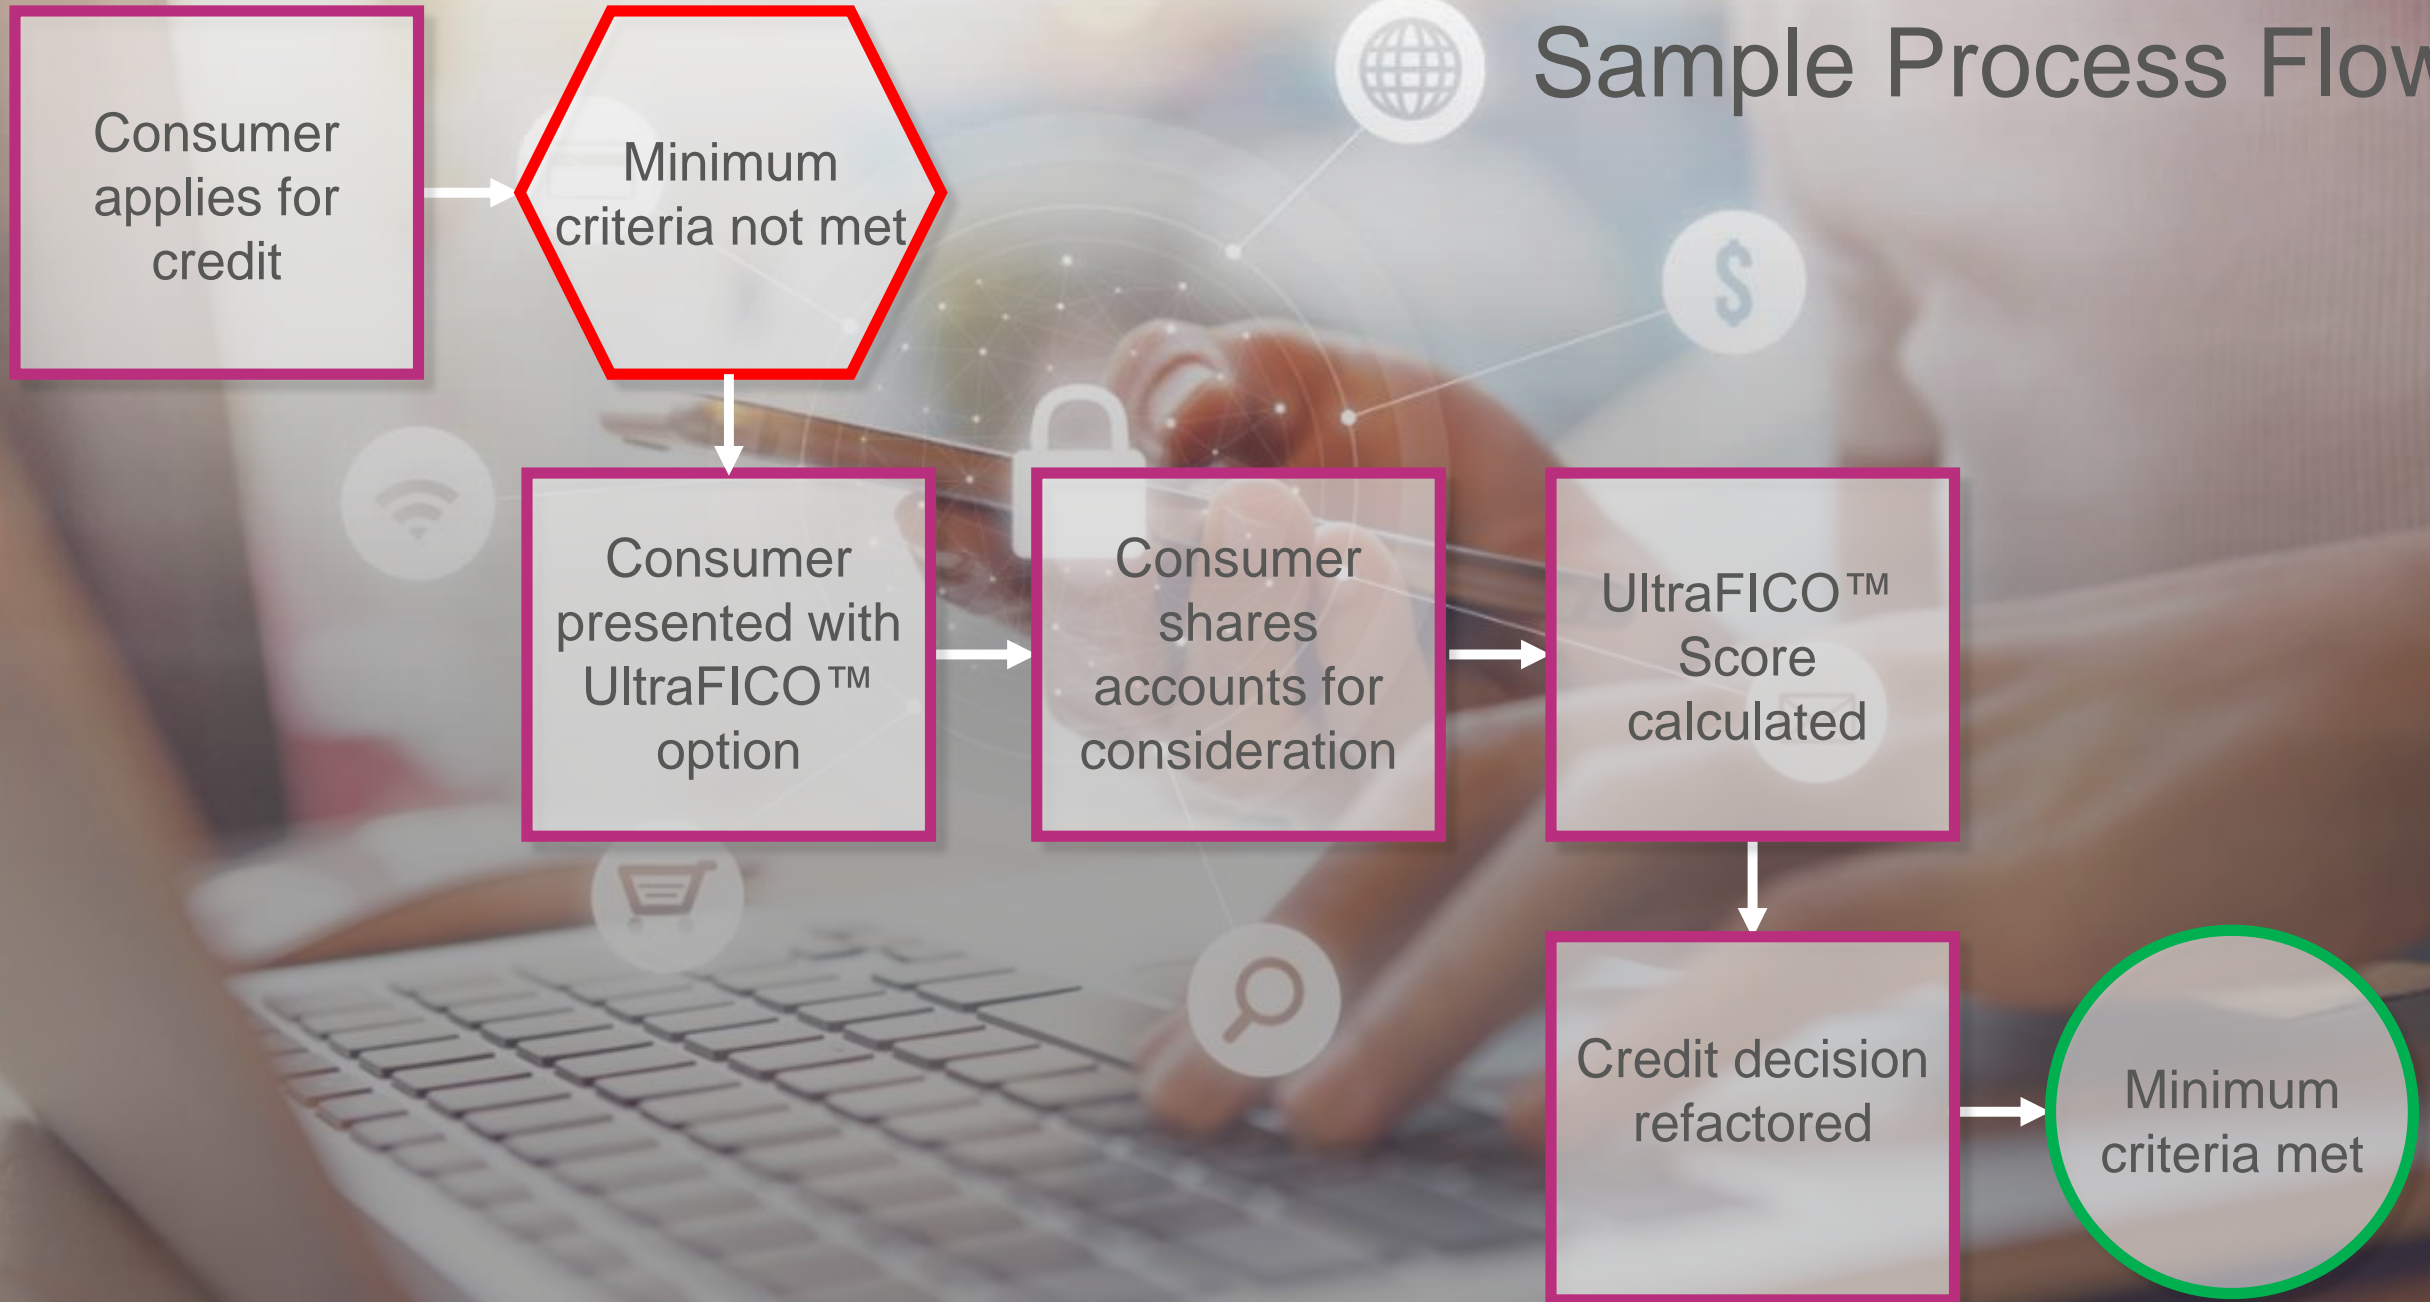 Sample Process Flow
Consumer
applies for
credit
Minimum
criteria not met
Consumer
presented with
UltraFICO™
option
Consumer
shares
accounts for
consideration
UltraFICO™
Score
calculated
Credit decision
refactored
Minimum
criteria met
$